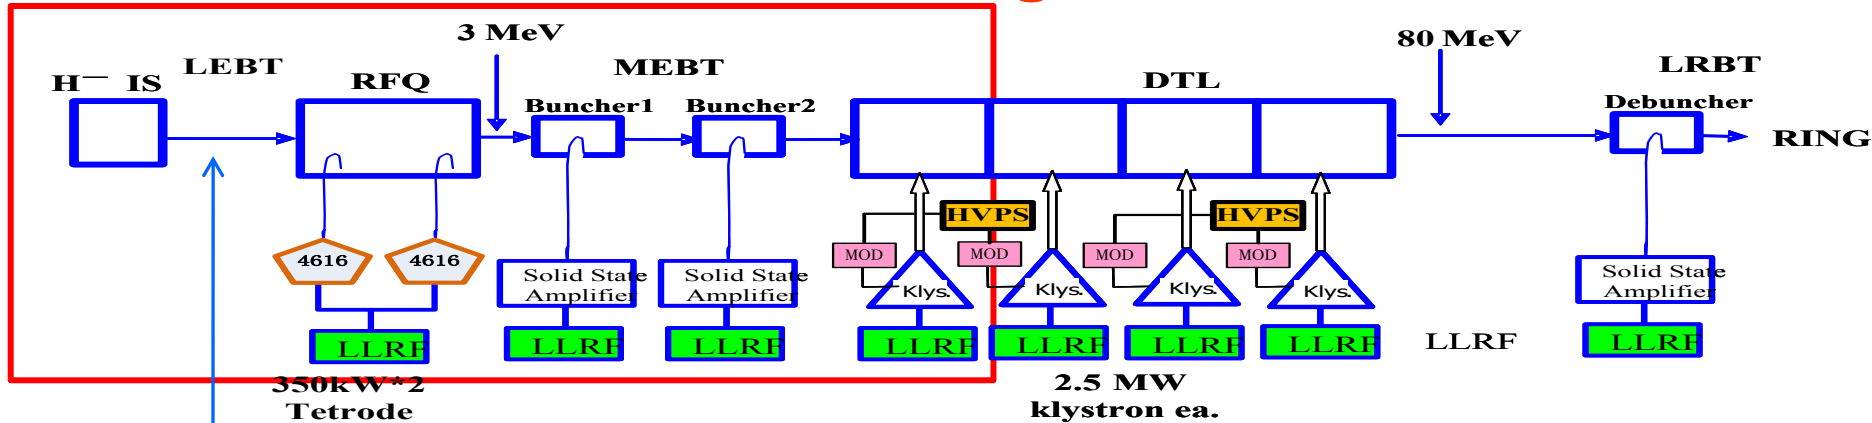 3 MeV
80 MeV
LEBT
MEBT
LRBT
H— IS
RFQ
DTL
Buncher1
Buncher2
Debuncher
RING
HVPS
HVPS
MOD
MOD
MOD
MOD
4616
4616
Solid State
Amplifier
Solid State
Amplifier
Klys.
Klys.
Klys.
Klys.
Solid State
Amplifier
LLRF
LLRF
LLRF
LLRF
LLRF
LLRF
LLRF
LLRF
LLRF
350kW*2
Tetrode
2.5 MW
klystron ea.